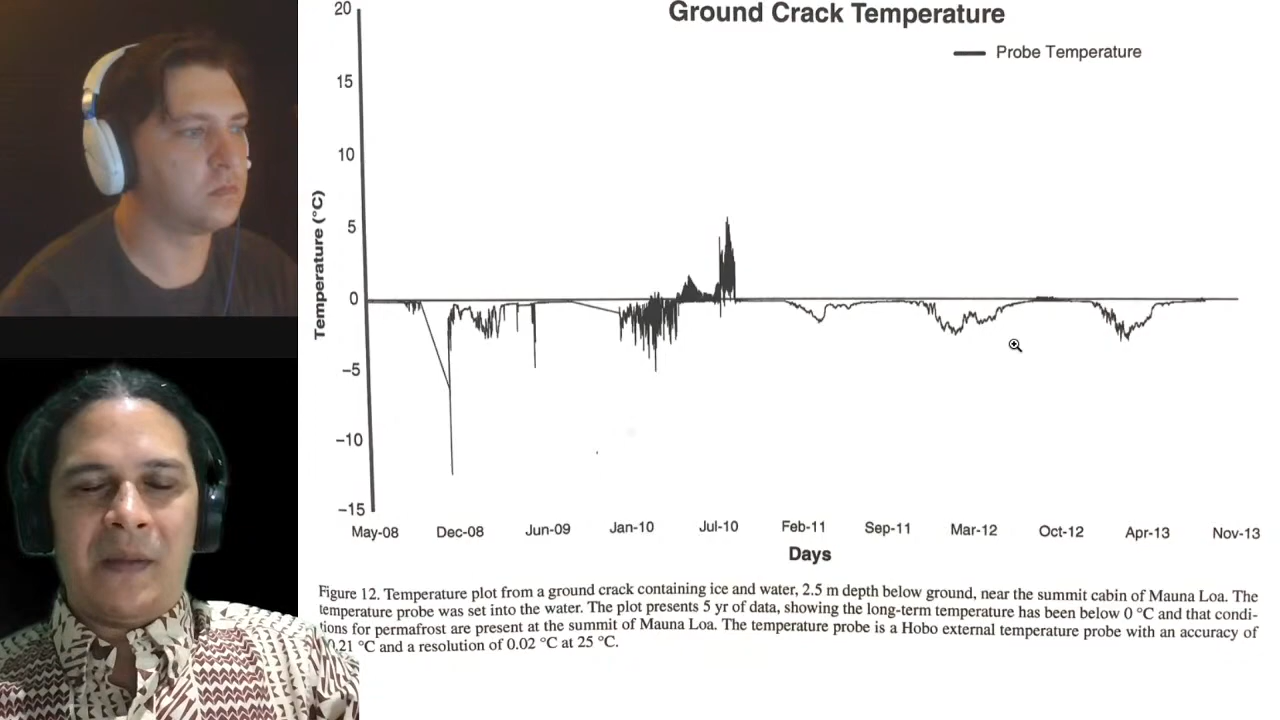 Ground Crack Temperature
Probe Temperature
20
15
10
5
0
−5
−10
−15
Temperature (°C)
May-08 Dec-08 Jun-09 Jan-10 Jul-10 Feb-11 Sep-11 Mar-12 Oct-12 Apr-13 Nov-13
Days
Figure 12. Temperature plot from a ground crack containing ice and water, 2.5 m depth below ground, near the summit cabin of Mauna Loa. The
temperature probe was set into the water. The plot presents 5 yr of data, showing the long-term temperature has been below 0 °C and that condi-
tions for permafrost are present at the summit of Mauna Loa. The temperature probe is a Hobo external temperature probe with an accuracy of
0.21 °C and a resolution of 0.02 °C at 25 °C.